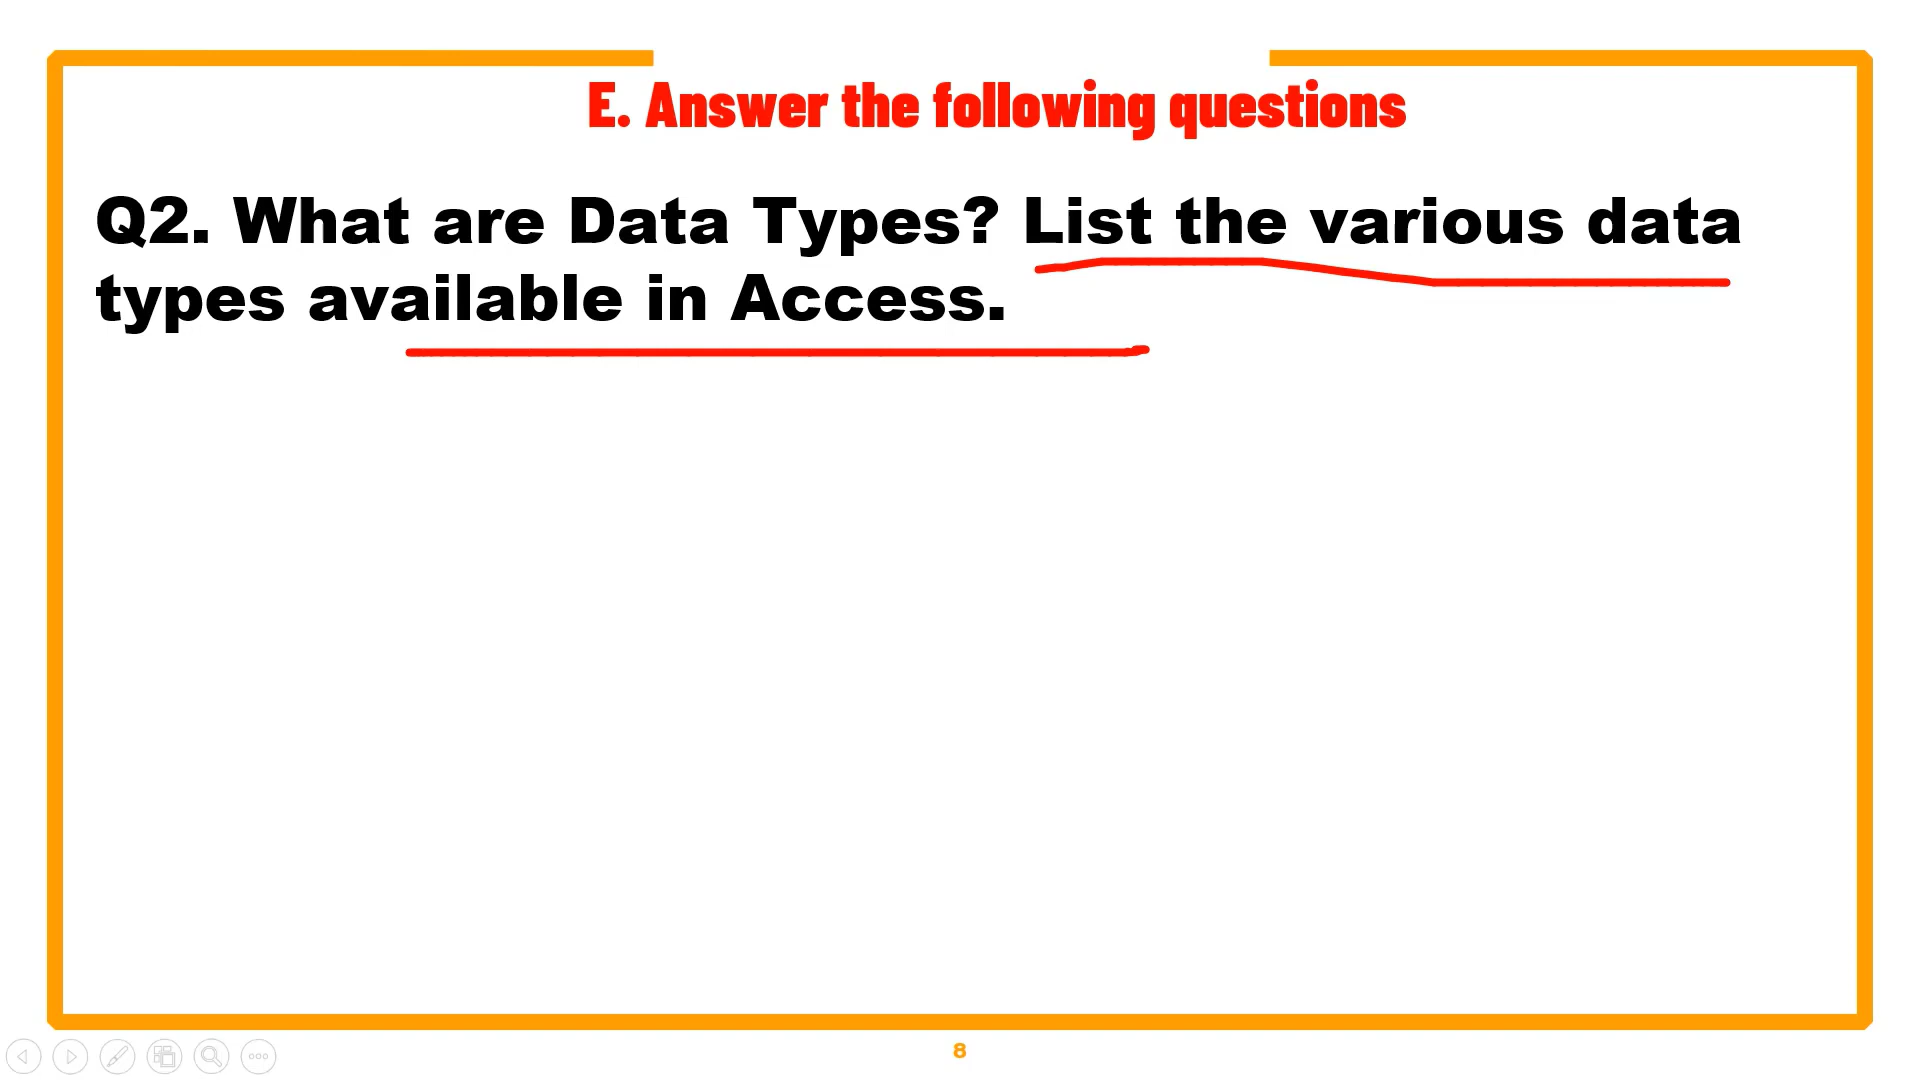 E. Answer the following questions
Q2. What are Data Types? List the various data
types available in Access.
8